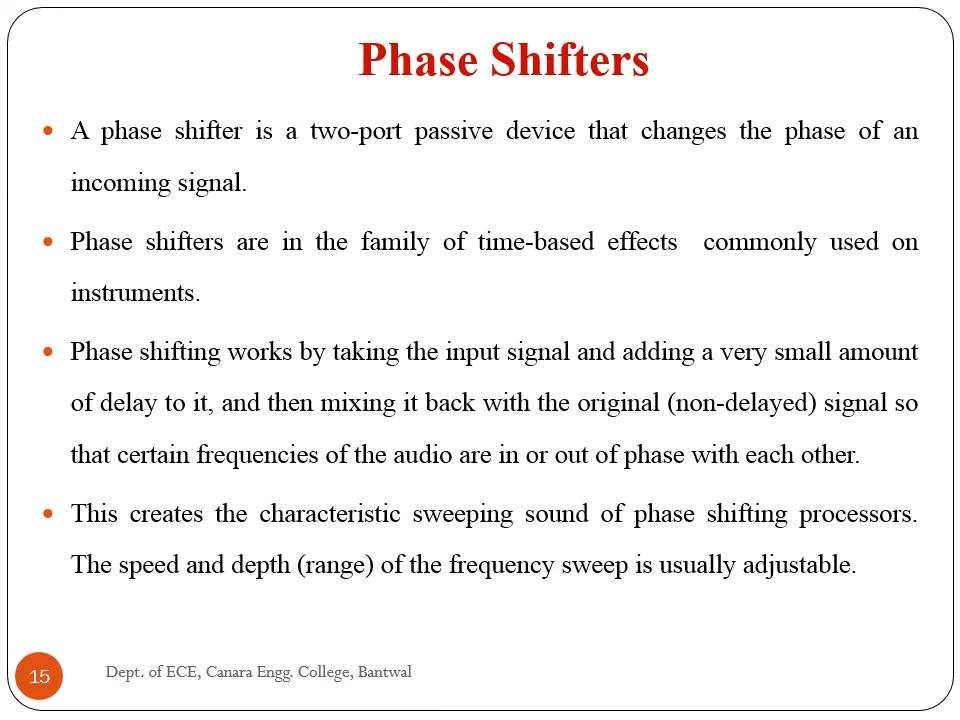 Phase Shifters
• A phase shifter is a two-port passive device that changes the phase of an
incoming signal.
• Phase shifters are in the family of time-based effects  commonly used on
instruments.
• Phase shifting works by taking the input signal and adding a very small amount
of delay to it, and then mixing it back with the original (non-delayed) signal so
that certain frequencies of the audio are in or out of phase with each other.
• This creates the characteristic sweeping sound of phase shifting processors.
The speed and depth (range) of the frequency sweep is usually adjustable.
15
Dept. of ECE, Canara Engg. College, Bantwal